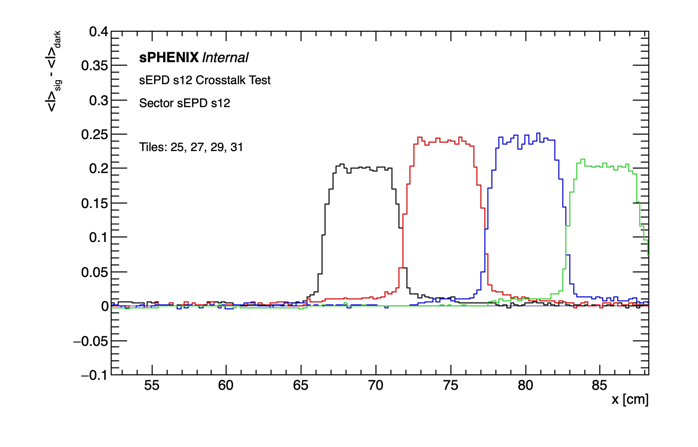 <I>sig - <I>dark
0.4
0.35
0.3
0.25
0.2
0.15
0.1
0.05
0
−0.05
−0.1
sPHENIX Internal
sEPD s12 Crosstalk Test
Sector sEPD s12
Tiles: 25, 27, 29, 31
55 60 65 70 75 80 85
x [cm]